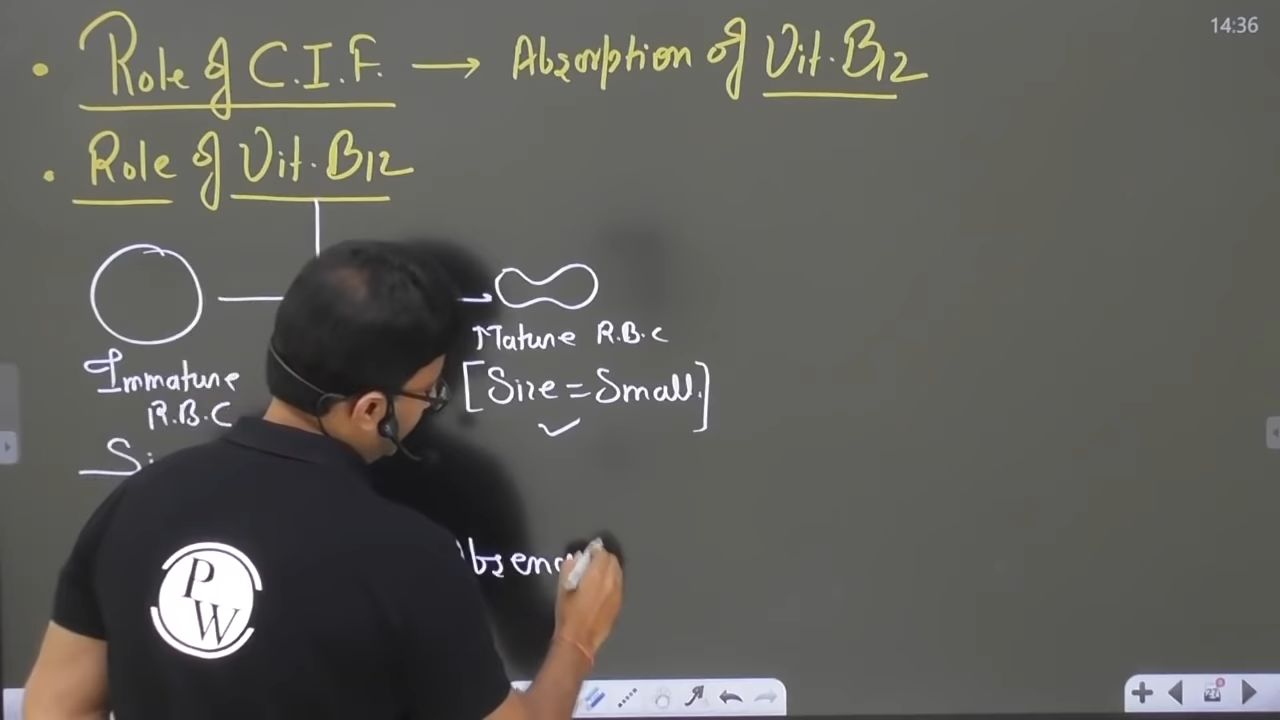 14:36
• Role of C.I.F. → Absorption of Vit. B12
• Role of Vit. B12
Immature
R.B.C
Mature R.B.C
[Size = Small.]
P
W